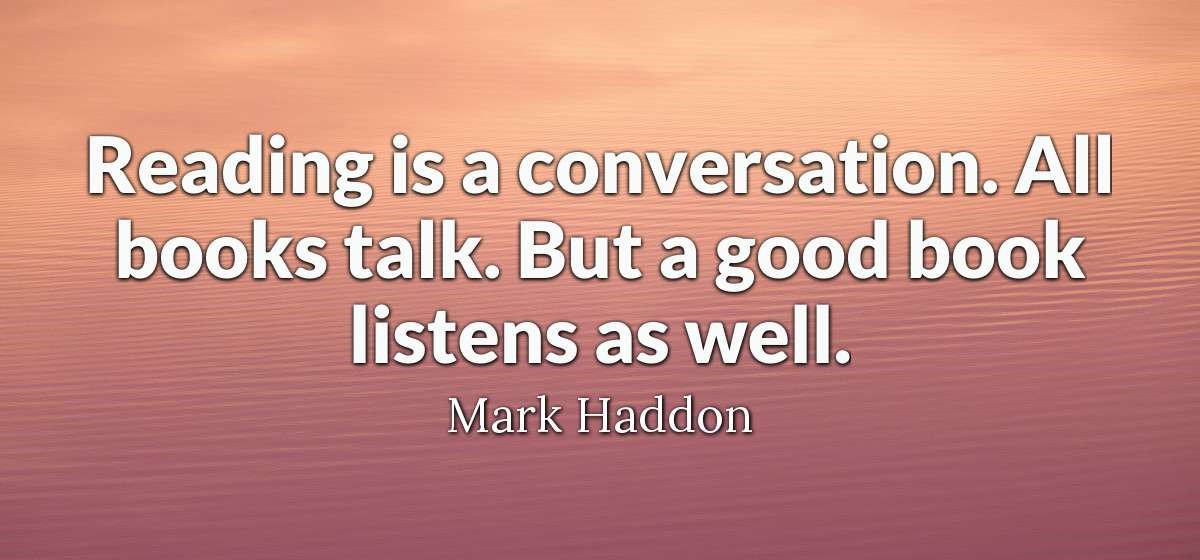 Reading is a conversation. All
books talk. But a good book
listens as well.
Mark Haddon